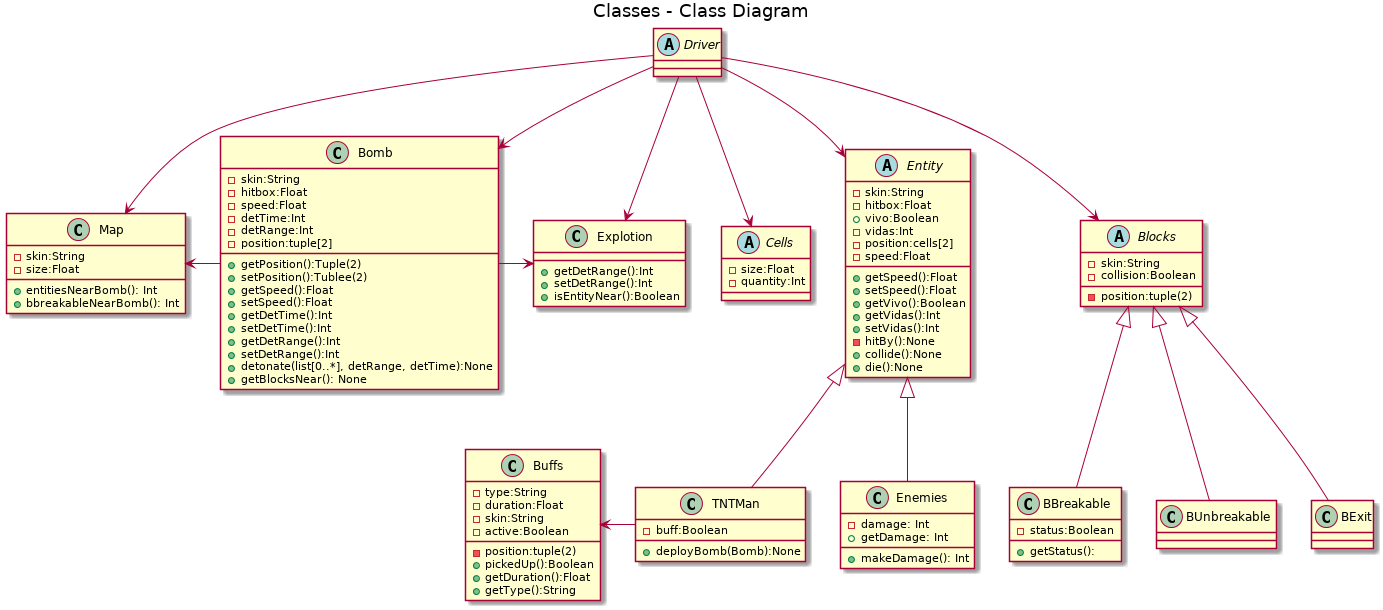 Classes - Class Diagram
A Driver
C Bomb
skin:String
hitbox:Float
speed:Float
detTime:Int
detRange:Int
position:tuple[2]
getPosition():Tuple(2)
setPosition():Tublee(2)
getSpeed():Float
setSpeed():Float
getDetTime():Int
setDetTime():Int
getDetRange():Int
setDetRange():Int
detonate(list[0..*], detRange, detTime):None
getBlocksNear(): None
A Entity
skin:String
hitbox:Float
vivo:Boolean
vidas:Int
position:cells[2]
speed:Float
getSpeed():Float
setSpeed():Float
getVivo():Boolean
getVidas():Int
setVidas():Int
hitBy():None
collide():None
die():None
C Map
skin:String
size:Float
entitiesNearBomb(): Int
bbreakableNearBomb(): Int
C Explotion
getDetRange():Int
setDetRange():Int
isEntityNear():Boolean
A Cells
size:Float
quantity:Int
A Blocks
skin:String
collision:Boolean
position:tuple(2)
C Buffs
type:String
duration:Float
skin:String
active:Boolean
position:tuple(2)
pickedUp():Boolean
getDuration():Float
getType():String
C TNTMan
buff:Boolean
deployBomb(Bomb):None
C Enemies
damage: Int
getDamage: Int
makeDamage(): Int
C BBreakable
status:Boolean
getStatus():
C BUnbreakable
C BExit